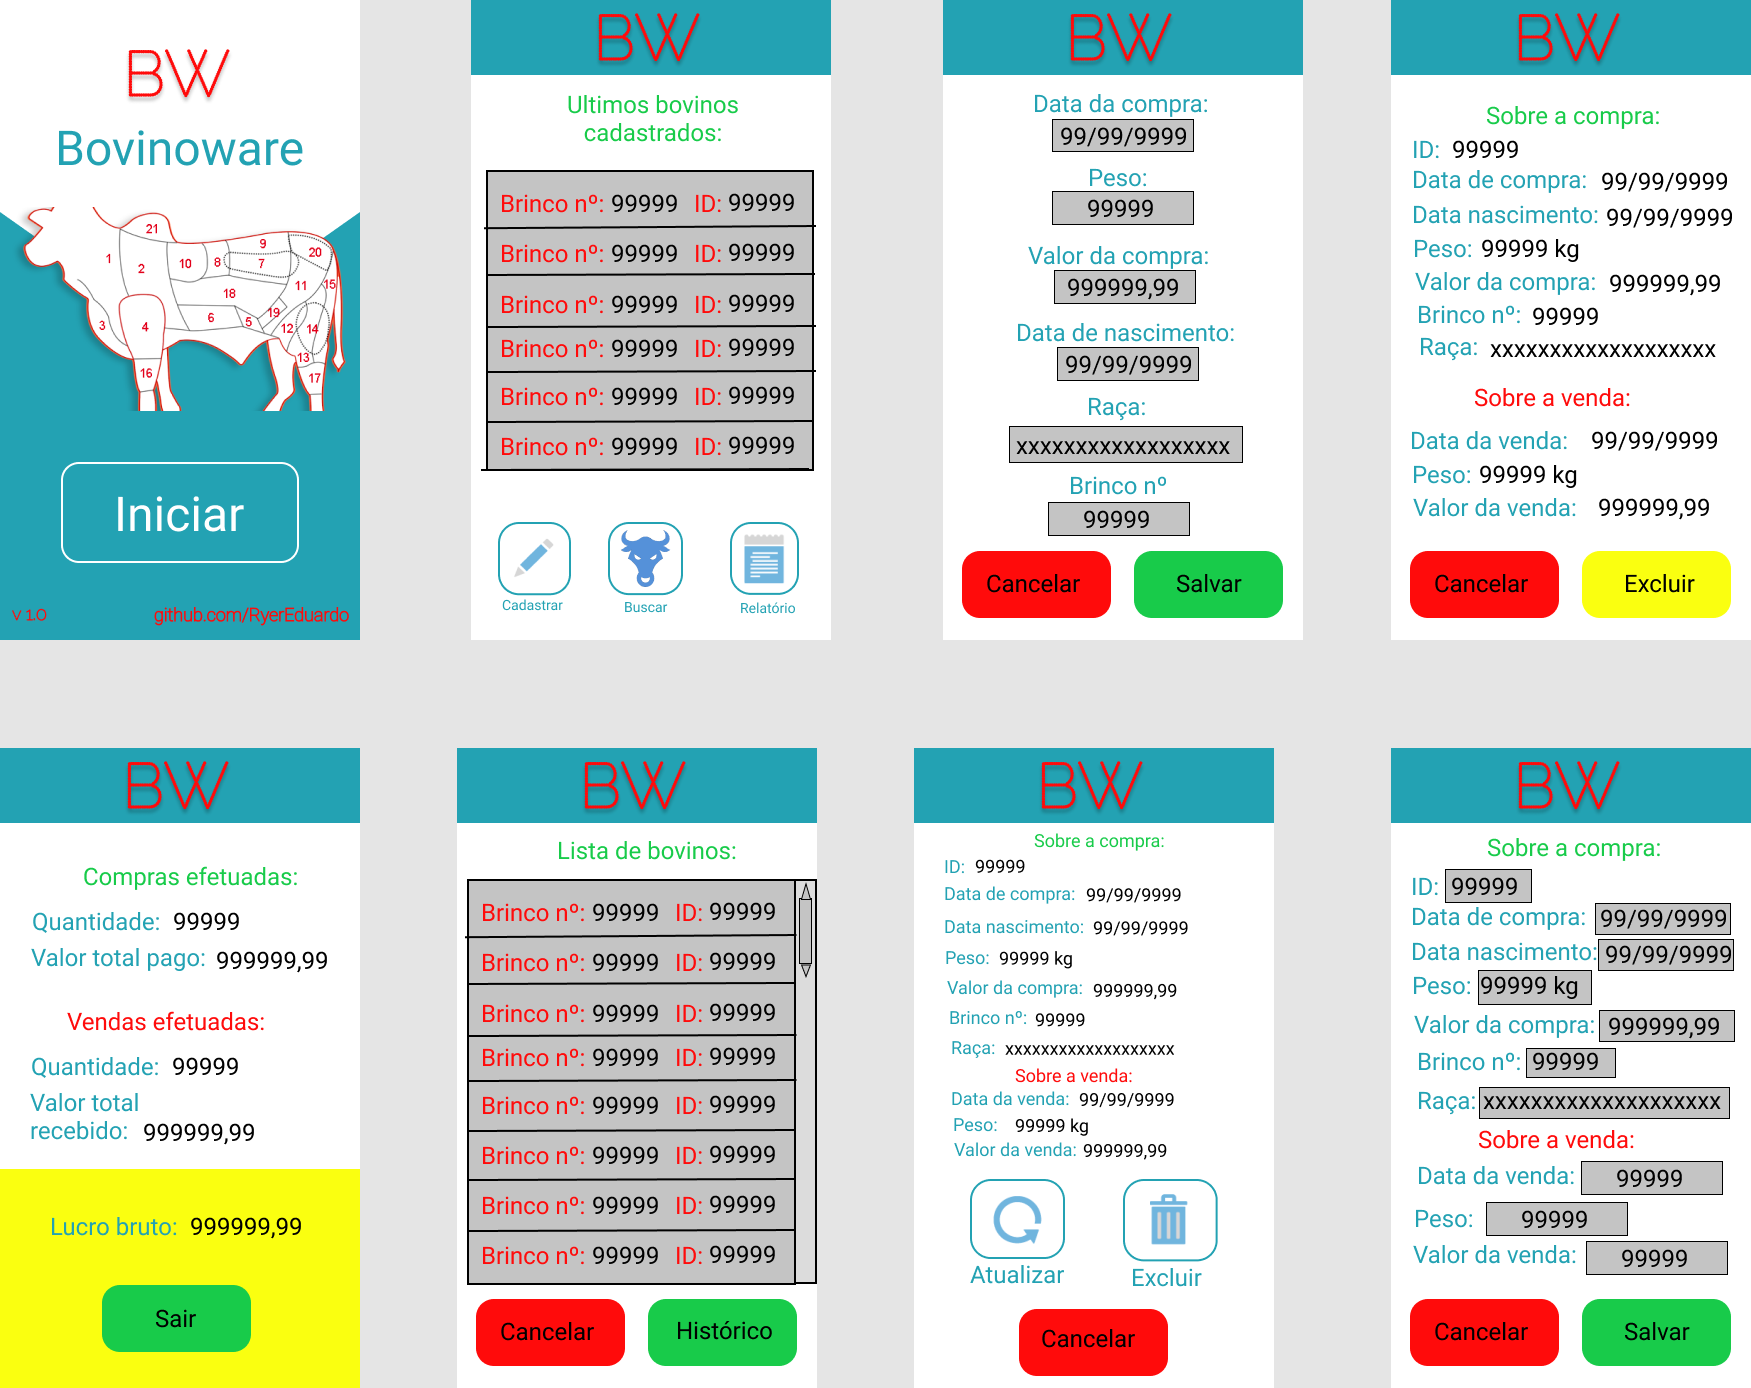 BW
Bovinoware
21
9
20
1
2
10
8
7
11
15
18
19
3
4
6
5
12
14
13
16
17
Iniciar
V 1.0
github.com/RyerEduardo
BW
Ultimos bovinos
cadastrados:
Brinco nº: 99999 ID: 99999
Brinco nº: 99999 ID: 99999
Brinco nº: 99999 ID: 99999
Brinco nº: 99999 ID: 99999
Brinco nº: 99999 ID: 99999
Brinco nº: 99999 ID: 99999
Cadastrar
Buscar
Relatório
BW
Data da compra:
99/99/9999
Peso:
99999
Valor da compra:
999999,99
Data de nascimento:
99/99/9999
Raça:
xxxxxxxxxxxxxxxxxx
Brinco nº
99999
Cancelar
Salvar
BW
Sobre a compra:
ID: 99999
Data de compra: 99/99/9999
Data nascimento: 99/99/9999
Peso: 99999 kg
Valor da compra: 999999,99
Brinco nº: 99999
Raça: xxxxxxxxxxxxxxxxxxx
Sobre a venda:
Data da venda: 99/99/9999
Peso: 99999 kg
Valor da venda: 999999,99
Cancelar
Excluir
BW
Compras efetuadas:
Quantidade: 99999
Valor total pago: 999999,99
Vendas efetuadas:
Quantidade: 99999
Valor total
recebido: 999999,99
Lucro bruto: 999999,99
Sair
BW
Lista de bovinos:
Brinco nº: 99999 ID: 99999
Brinco nº: 99999 ID: 99999
Brinco nº: 99999 ID: 99999
Brinco nº: 99999 ID: 99999
Brinco nº: 99999 ID: 99999
Brinco nº: 99999 ID: 99999
Brinco nº: 99999 ID: 99999
Brinco nº: 99999 ID: 99999
Cancelar
Histórico
BW
Sobre a compra:
ID: 99999
Data de compra: 99/99/9999
Data nascimento: 99/99/9999
Peso: 99999 kg
Valor da compra: 999999,99
Brinco nº: 99999
Raça: xxxxxxxxxxxxxxxxxxx
Sobre a venda:
Data da venda: 99/99/9999
Peso: 99999 kg
Valor da venda: 999999,99
Atualizar
Excluir
Cancelar
BW
Sobre a compra:
ID: 99999
Data de compra: 99/99/9999
Data nascimento: 99/99/9999
Peso: 99999 kg
Valor da compra: 999999,99
Brinco nº: 99999
Raça: xxxxxxxxxxxxxxxxxxxx
Sobre a venda:
Data da venda: 99999
Peso: 99999
Valor da venda: 99999
Cancelar
Salvar